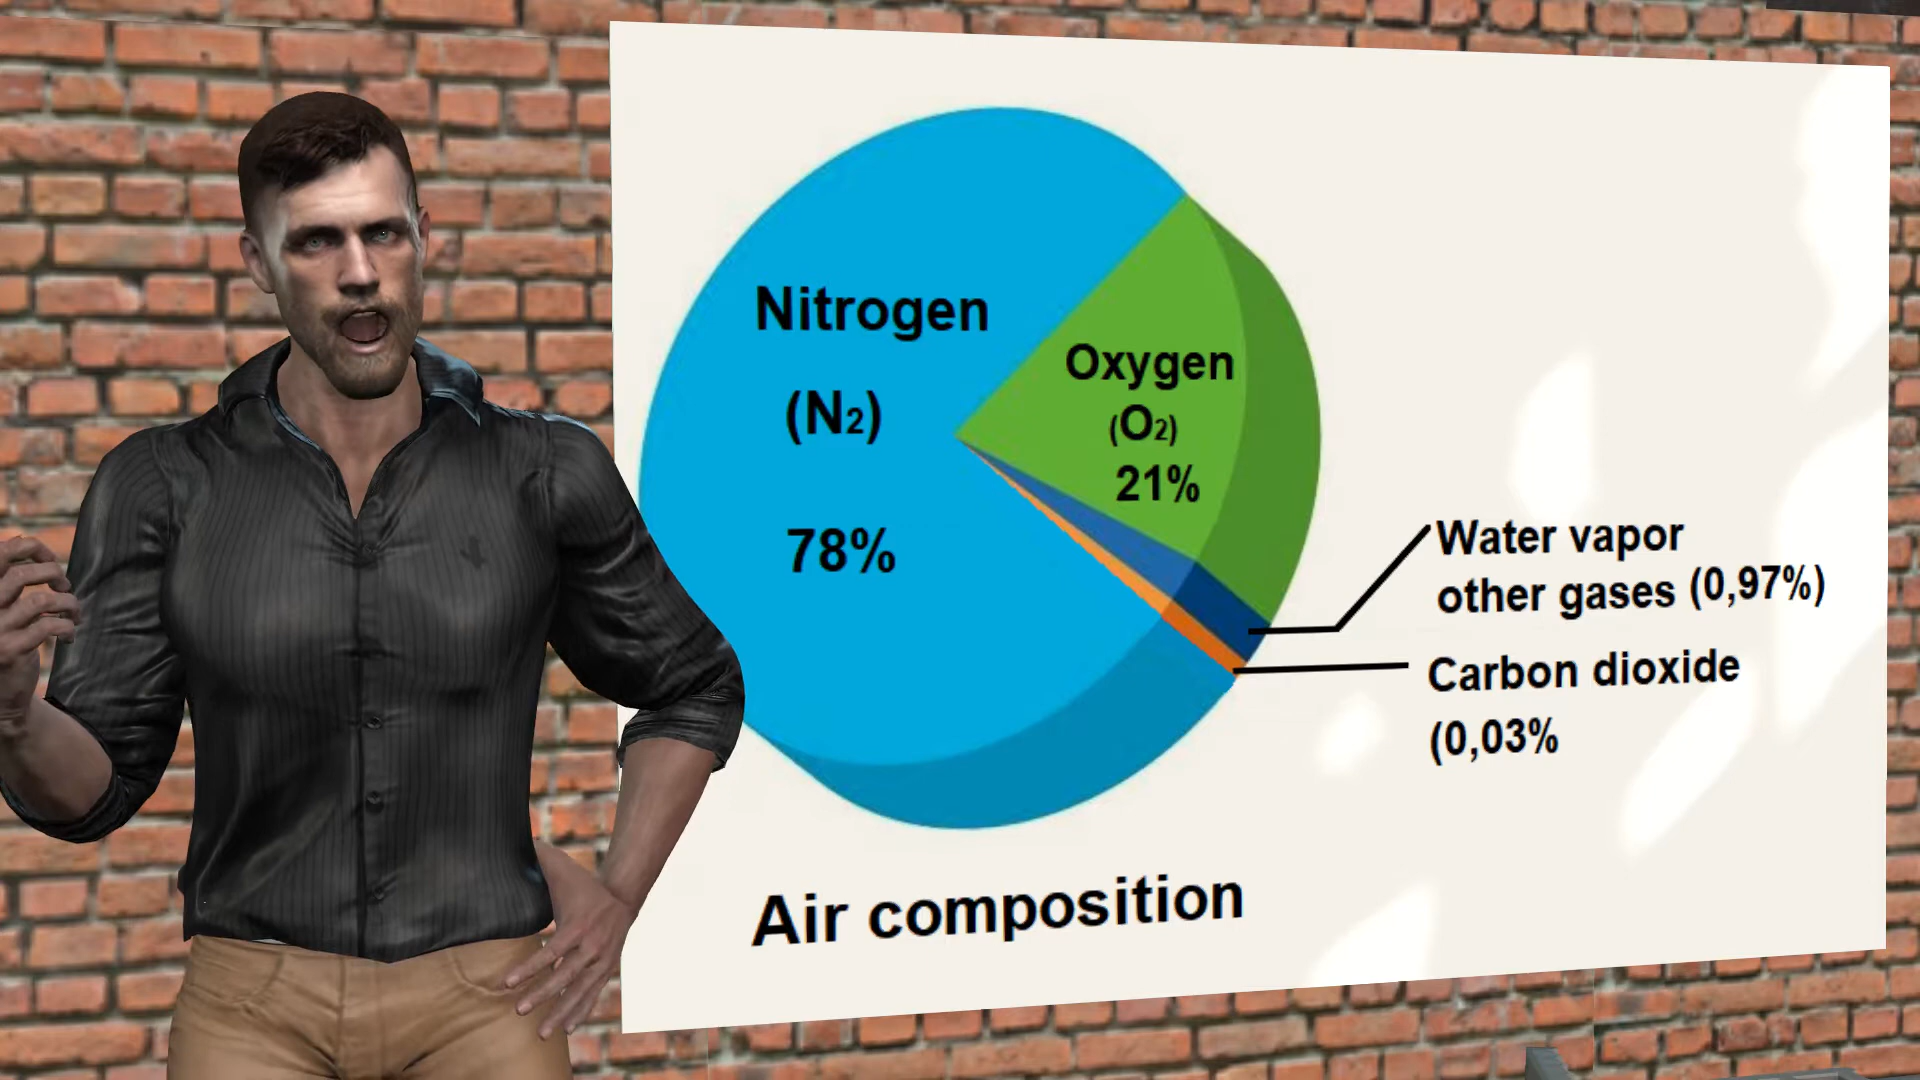 Nitrogen
(N₂)
78%
Oxygen
(O₂)
21%
Water vapor
other gases (0,97%)
Carbon dioxide
(0,03%
Air composition